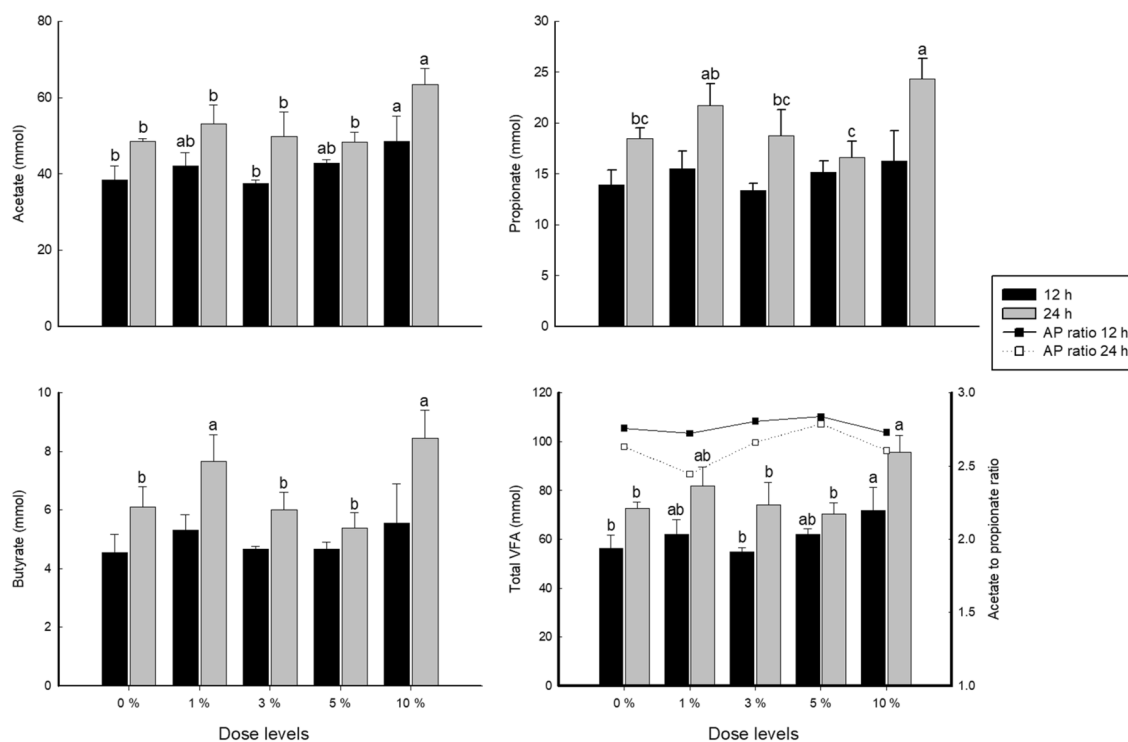 80
60
40
20
0
Acetate (mmol)
b
b
ab
b
b
b
ab
b
a
a
30
25
20
15
10
5
0
Propionate (mmol)
bc
ab
bc
c
a
12 h
24 h
AP ratio 12 h
AP ratio 24 h
10
8
6
4
2
0
Butyrate (mmol)
b
a
b
b
a
0 %
1 %
3 %
5 %
10 %
Dose levels
120
100
80
60
40
20
0
Total VFA (mmol)
b
b
ab
ab
b
b
ab
b
a
a
3.0
2.5
2.0
1.5
1.0
Acetate to propionate ratio
0 %
1 %
3 %
5 %
10 %
Dose levels